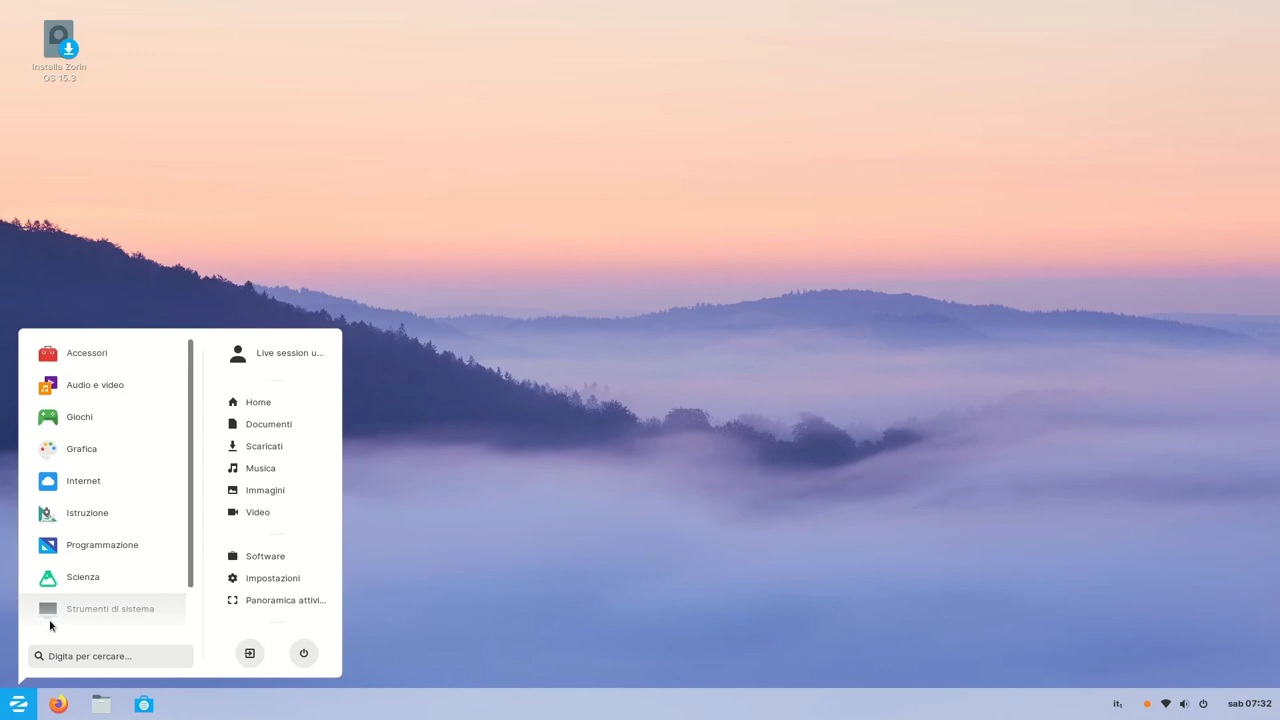 Installa Zorin
OS 15.3
Accessori
Audio e video
Giochi
Grafica
Internet
Istruzione
Programmazione
Scienza
Strumenti di sistema
Digita per cercare...
Live session u...
Home
Documenti
Scaricati
Musica
Immagini
Video
Software
Impostazioni
Panoramica attivi...
it₁
sab 07:32